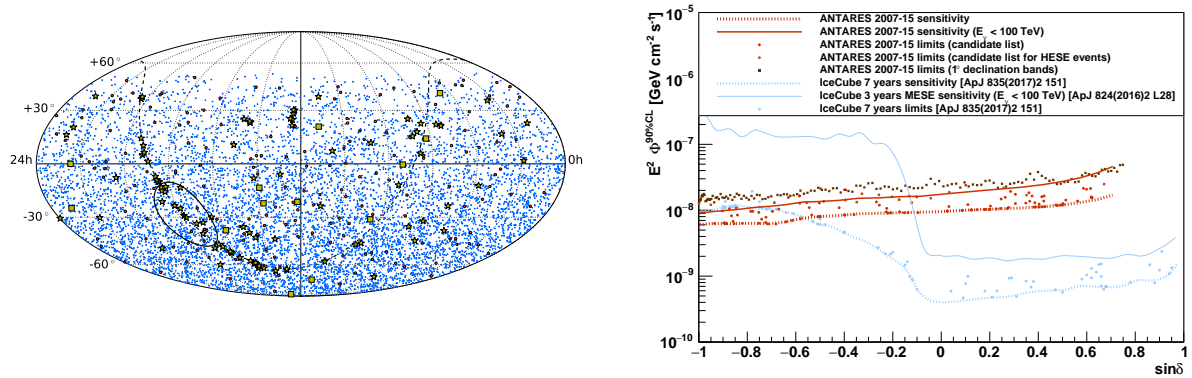 +60°
+30°
24h
0h
-30°
-60°
E² Φ⁹⁰%CL [GeV cm⁻² s⁻¹]
10⁻⁵
10⁻⁶
10⁻⁷
10⁻⁸
10⁻⁹
10⁻¹⁰
ANTARES 2007-15 sensitivity
ANTARES 2007-15 sensitivity (E < 100 TeV)
ANTARES 2007-15 limits (candidate list)
ANTARES 2007-15 limits (candidate list for HESE events)
ANTARES 2007-15 limits (1° declination bands)
IceCube 7 years sensitivity [ApJ 835(2017)2 151]
IceCube 3 years MESE sensitivity (E < 100 TeV) [ApJ 824(2016)2 L28]
IceCube 7 years limits [ApJ 835(2017)2 151]
−1 −0.8 −0.6 −0.4 −0.2 0 0.2 0.4 0.6 0.8 1
sinδ